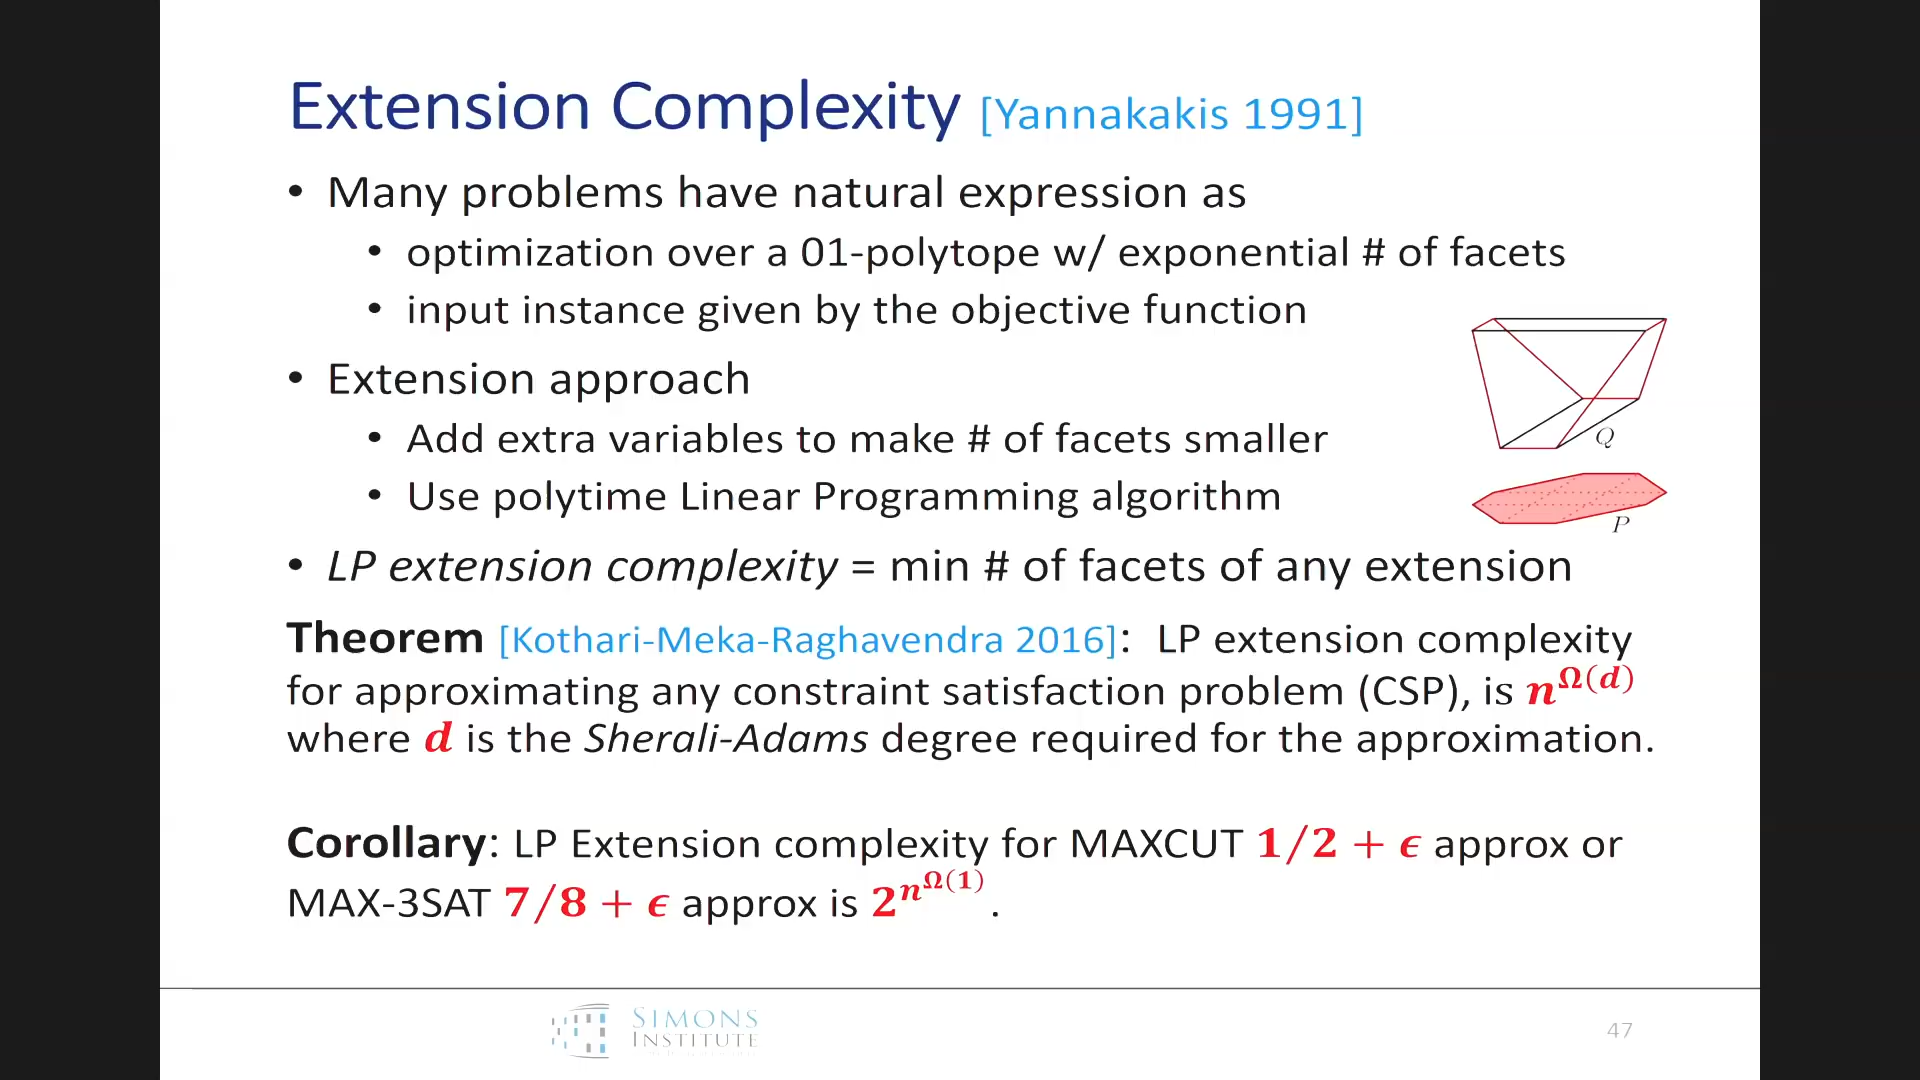 Extension Complexity [Yannakakis 1991]
• Many problems have natural expression as
• optimization over a 01-polytope w/ exponential # of facets
• input instance given by the objective function
• Extension approach
• Add extra variables to make # of facets smaller
• Use polytime Linear Programming algorithm
Q
P
• LP extension complexity = min # of facets of any extension
Theorem [Kothari-Meka-Raghavendra 2016]: LP extension complexity
for approximating any constraint satisfaction problem (CSP), is n^Ω(d)
where d is the Sherali-Adams degree required for the approximation.
Corollary: LP Extension complexity for MAXCUT 1/2 + ϵ approx or
MAX-3SAT 7/8 + ϵ approx is 2^n^Ω(1) .
SIMONS
INSTITUTE
47